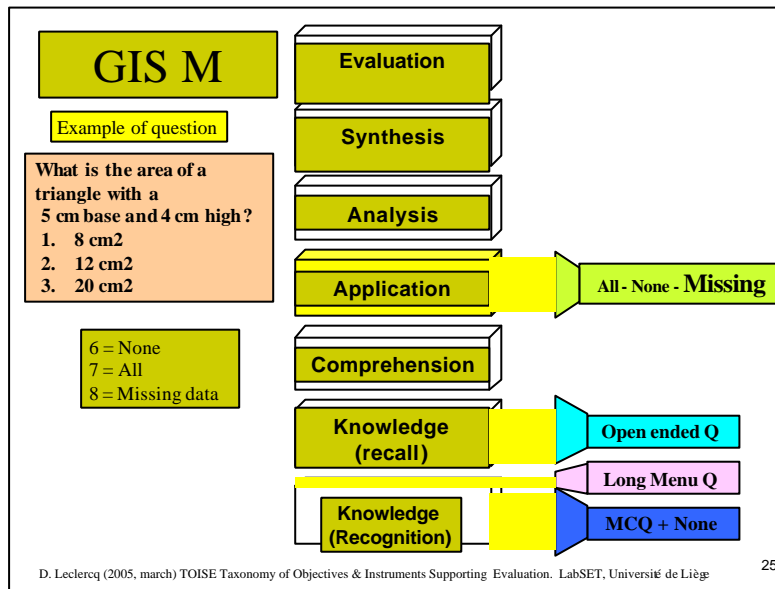 GIS M
Example of question
What is the area of a
triangle with a
5 cm base and 4 cm high ?
1. 8 cm2
2. 12 cm2
3. 20 cm2
6 = None
7 = All
8 = Missing data
Evaluation
Synthesis
Analysis
Application
All - None - Missing
Comprehension
Knowledge
(recall)
Open ended Q
Long Menu Q
Knowledge
(Recognition)
MCQ + None
D. Leclercq (2005, march) TOISE Taxonomy of Objectives & Instruments Supporting Evaluation. LabSET, Université de Liège
25